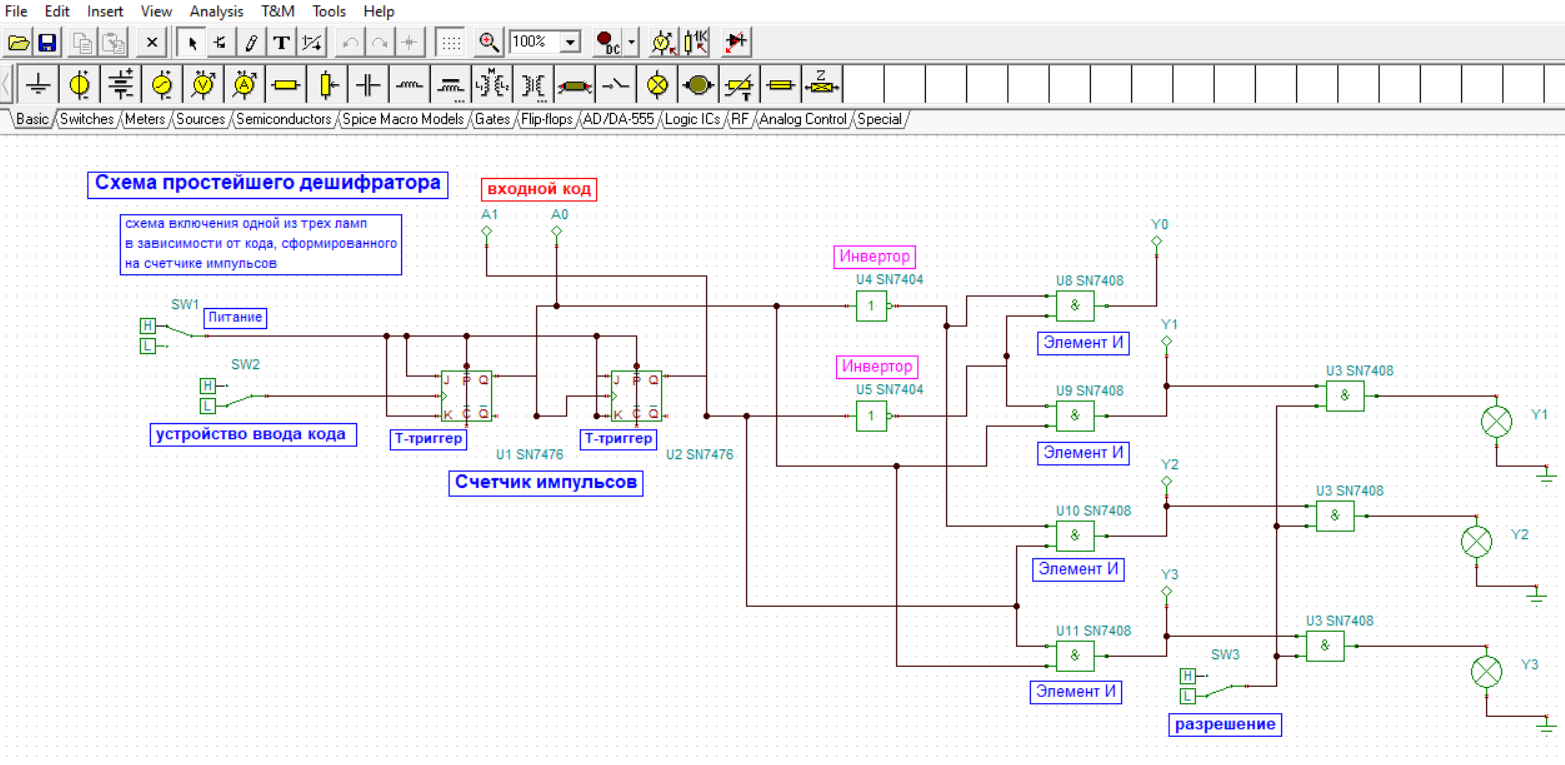 File Edit Insert View Analysis T&M Tools Help
DC 1K
100%
M Z
Basic Switches Meters Sources Semiconductors Spice Macro Models Gates Flip-flops AD/DA-555 Logic ICs RF Analog Control Special
Схема простейшего дешифратора
входной код
схема включения одной из трех ламп
в зависимости от кода, сформированного
на счетчике импульсов
A1 A0
Y0
Инвертор
U4 SN7404
1
U8 SN7408
&
SW1
Питание
H
L
Элемент И
Y1
SW2
H
L
J P Q
K C Q
J P Q
K C Q
Инвертор
U5 SN7404
1
U9 SN7408
&
U3 SN7408
&
Y1
устройство ввода кода
Т-триггер
Т-триггер
U1 SN7476
U2 SN7476
Элемент И
Счетчик импульсов
Y2
U10 SN7408
&
U3 SN7408
&
Y2
Элемент И
Y3
U11 SN7408
&
U3 SN7408
&
Y3
SW3
H
L
Элемент И
разрешение